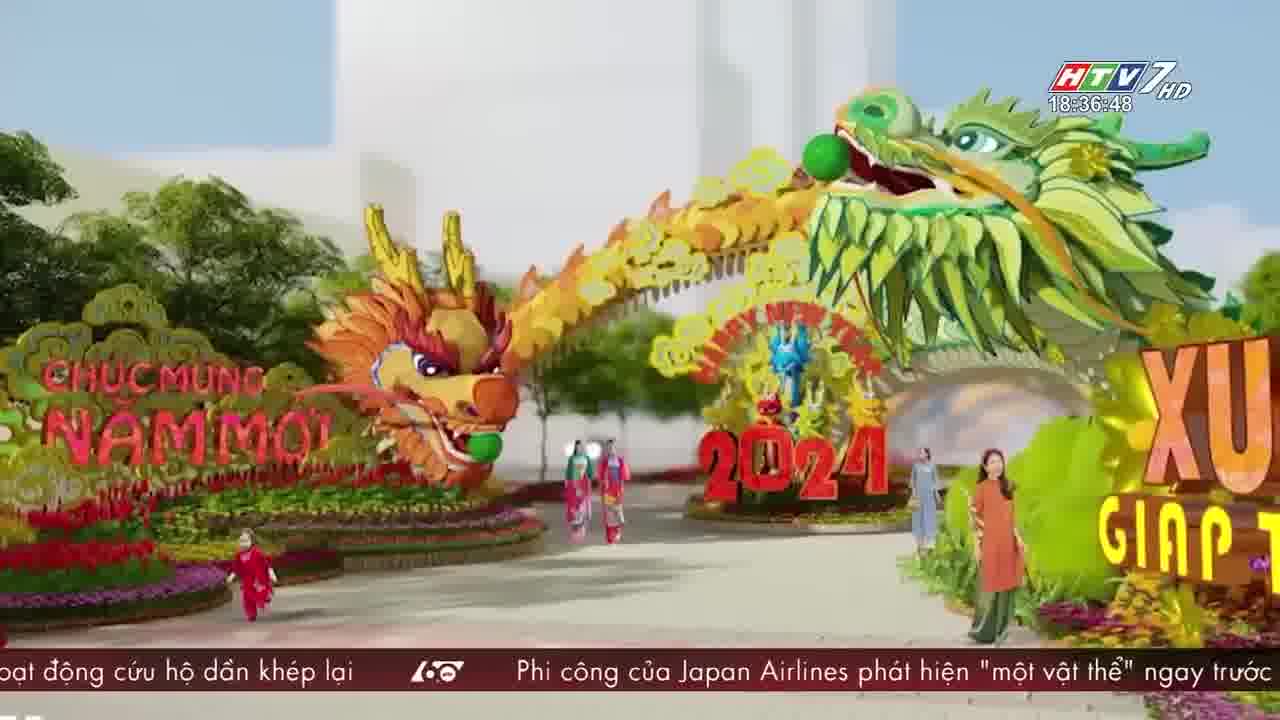 HTV7 HD
18:36:48
HAPPY NEW YEAR
CHÚC MỪNG
NĂM MỚI
2024
XU
GIÁP T
oạt động cứu hộ dần khép lại 60 Phi công của Japan Airlines phát hiện "một vật thể" ngay trước